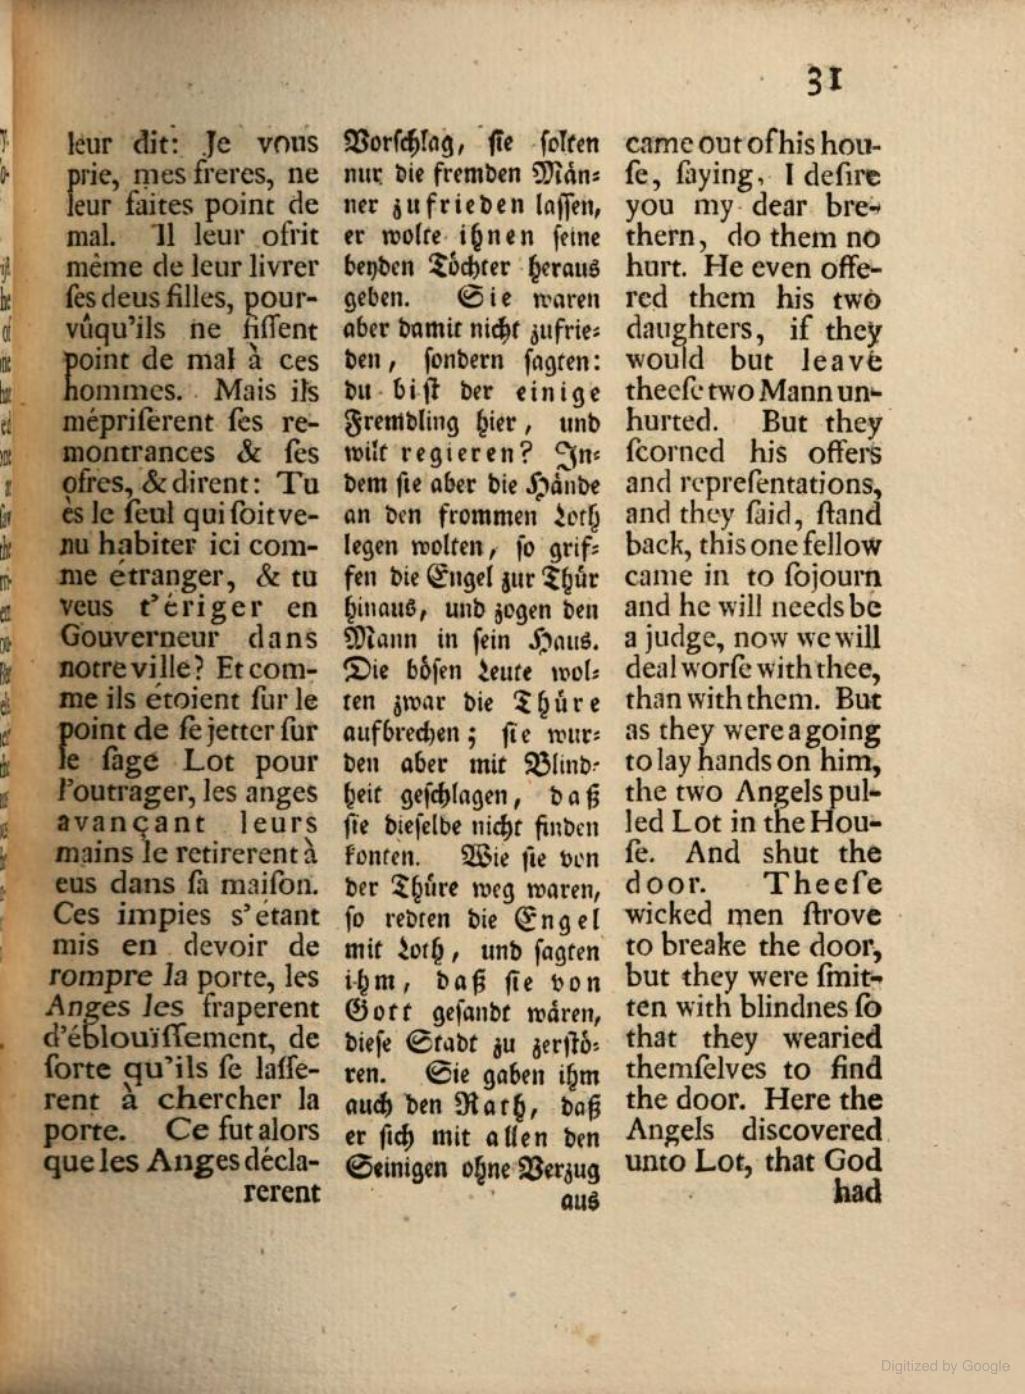 31
leur dit: Je vous
prie, mes freres, ne
leur faites point de
mal. Il leur ofrit
même de leur livrer
ſes deus filles, pour-
vûqu'ils ne fiſſent
point de mal à ces
hommes. Mais ils
mépriſerent ſes re-
montrances & ſes
ofres, & dirent: Tu
ès le ſeul qui ſoit ve-
nu habiter ici com-
me étranger, & tu
veus t'ériger en
Gouverneur dans
notre ville? Et com-
me ils étoient ſur le
point de ſe jetter ſur
le ſage Lot pour
l'outrager, les anges
avançant leurs
mains le retirerent à
eus dans ſa maiſon.
Ces impies s'étant
mis en devoir de
rompre la porte, les
Anges les fraperent
d'éblouïſſement, de
ſorte qu'ils ſe laſſe-
rent à chercher la
porte. Ce fut alors
que les Anges décla-
rerent
Vorſchlag, ſie ſolten
nur die fremden Maͤn-
ner zufrieden laſſen,
er wolte ihnen ſeine
beyden Toͤchter heraus
geben. Sie waren
aber damit nicht zufrie-
den, ſondern ſagten:
du biſt der einige
Fremdling hier, und
wilt regieren? In-
dem ſie aber die Haͤnde
an den frommen Loth
legen wolten, ſo grif-
fen die Engel zur Thuͤr
hinaus, und zogen den
Mann in ſein Haus.
Die boͤſen Leute wol-
ten zwar die Thuͤre
aufbrechen; ſie wur-
den aber mit Blind-
heit geſchlagen, daß
ſie dieſelbe nicht finden
konten. Wie ſie von
der Thuͤre weg waren,
ſo redten die Engel
mit Loth, und ſagten
ihm, daß ſie von
Gott geſandt waͤren,
dieſe Stadt zu zerſtoͤ-
ren. Sie gaben ihm
auch den Rath, daß
er ſich mit allen den
Seinigen ohne Verzug
aus
came out of his hou-
ſe, ſaying, I deſire
you my dear bre-
thern, do them no
hurt. He even offe-
red them his two
daughters, if they
would but leave
theeſe two Mann un-
hurted. But they
ſcorned his offers
and repreſentations,
and they ſaid, ſtand
back, this one fellow
came in to ſojourn
and he will needs be
a judge, now we will
deal worſe with thee,
than with them. But
as they were a going
to lay hands on him,
the two Angels pul-
led Lot in the Hou-
ſe. And shut the
door. Theeſe
wicked men ſtrove
to breake the door,
but they were ſmit-
ten with blindnes ſo
that they wearied
themſelves to find
the door. Here the
Angels discovered
unto Lot, that God
had
Digitized by Google